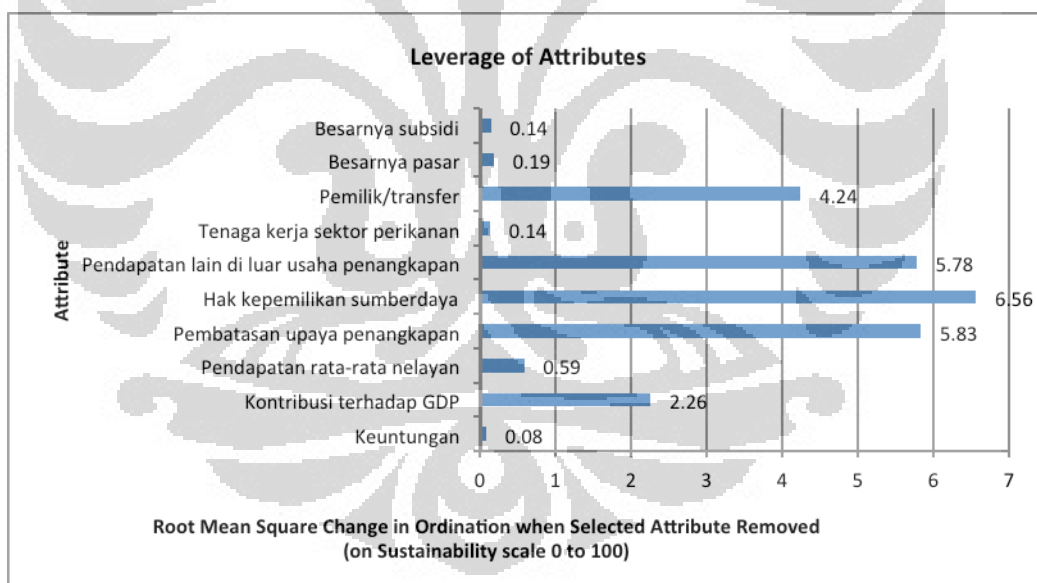 Leverage of Attributes
Attribute
Besarnya subsidi 0.14
Besarnya pasar 0.19
Pemilik/transfer 4.24
Tenaga kerja sektor perikanan 0.14
Pendapatan lain di luar usaha penangkapan 5.78
Hak kepemilikan sumberdaya 6.56
Pembatasan upaya penangkapan 5.83
Pendapatan rata-rata nelayan 0.59
Kontribusi terhadap GDP 2.26
Keuntungan 0.08
0 1 2 3 4 5 6 7
Root Mean Square Change in Ordination when Selected Attribute Removed
(on Sustainability scale 0 to 100)